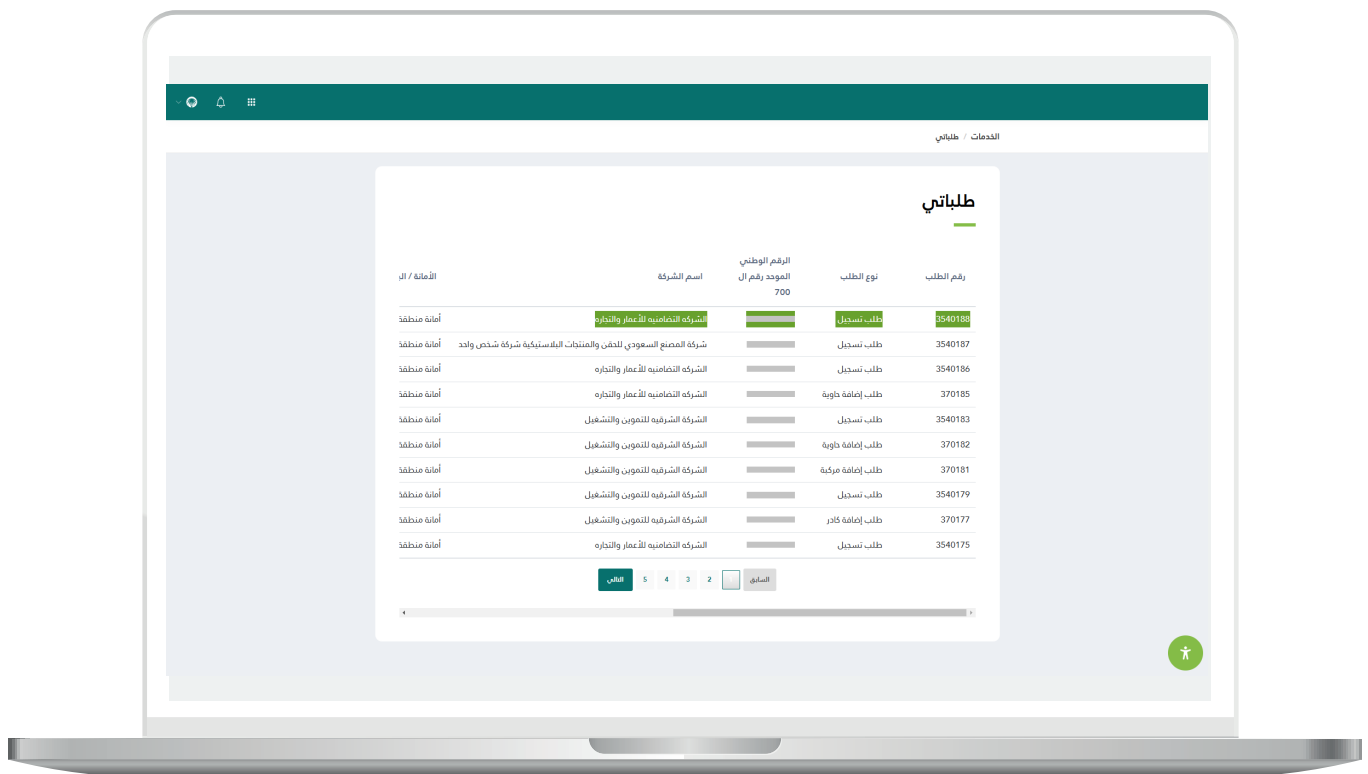 الخدمات / طلباتي
طلباتي
رقم الطلب نوع الطلب الرقم الوطني الموحد رقم ال 700 اسم الشركة الأمانة / الب
3540188 طلب تسجيل الشركه التضامنيه للأعمار والتجاره أمانة منطقة
3540187 طلب تسجيل شركة المصنع السعودي للحقن والمنتجات البلاستيكية شركة شخص واحد أمانة منطقة
3540186 طلب تسجيل الشركه التضامنيه للأعمار والتجاره أمانة منطقة
370185 طلب إضافة حاوية الشركه التضامنيه للأعمار والتجاره أمانة منطقة
3540183 طلب تسجيل الشركة الشرقيه للتموين والتشغيل أمانة منطقة
370182 طلب إضافة حاوية الشركة الشرقيه للتموين والتشغيل أمانة منطقة
370181 طلب إضافة مركبة الشركة الشرقيه للتموين والتشغيل أمانة منطقة
3540179 طلب تسجيل الشركة الشرقيه للتموين والتشغيل أمانة منطقة
370177 طلب إضافة كادر الشركة الشرقيه للتموين والتشغيل أمانة منطقة
3540175 طلب تسجيل الشركه التضامنيه للأعمار والتجاره أمانة منطقة
السابق 2 3 4 5 التالي